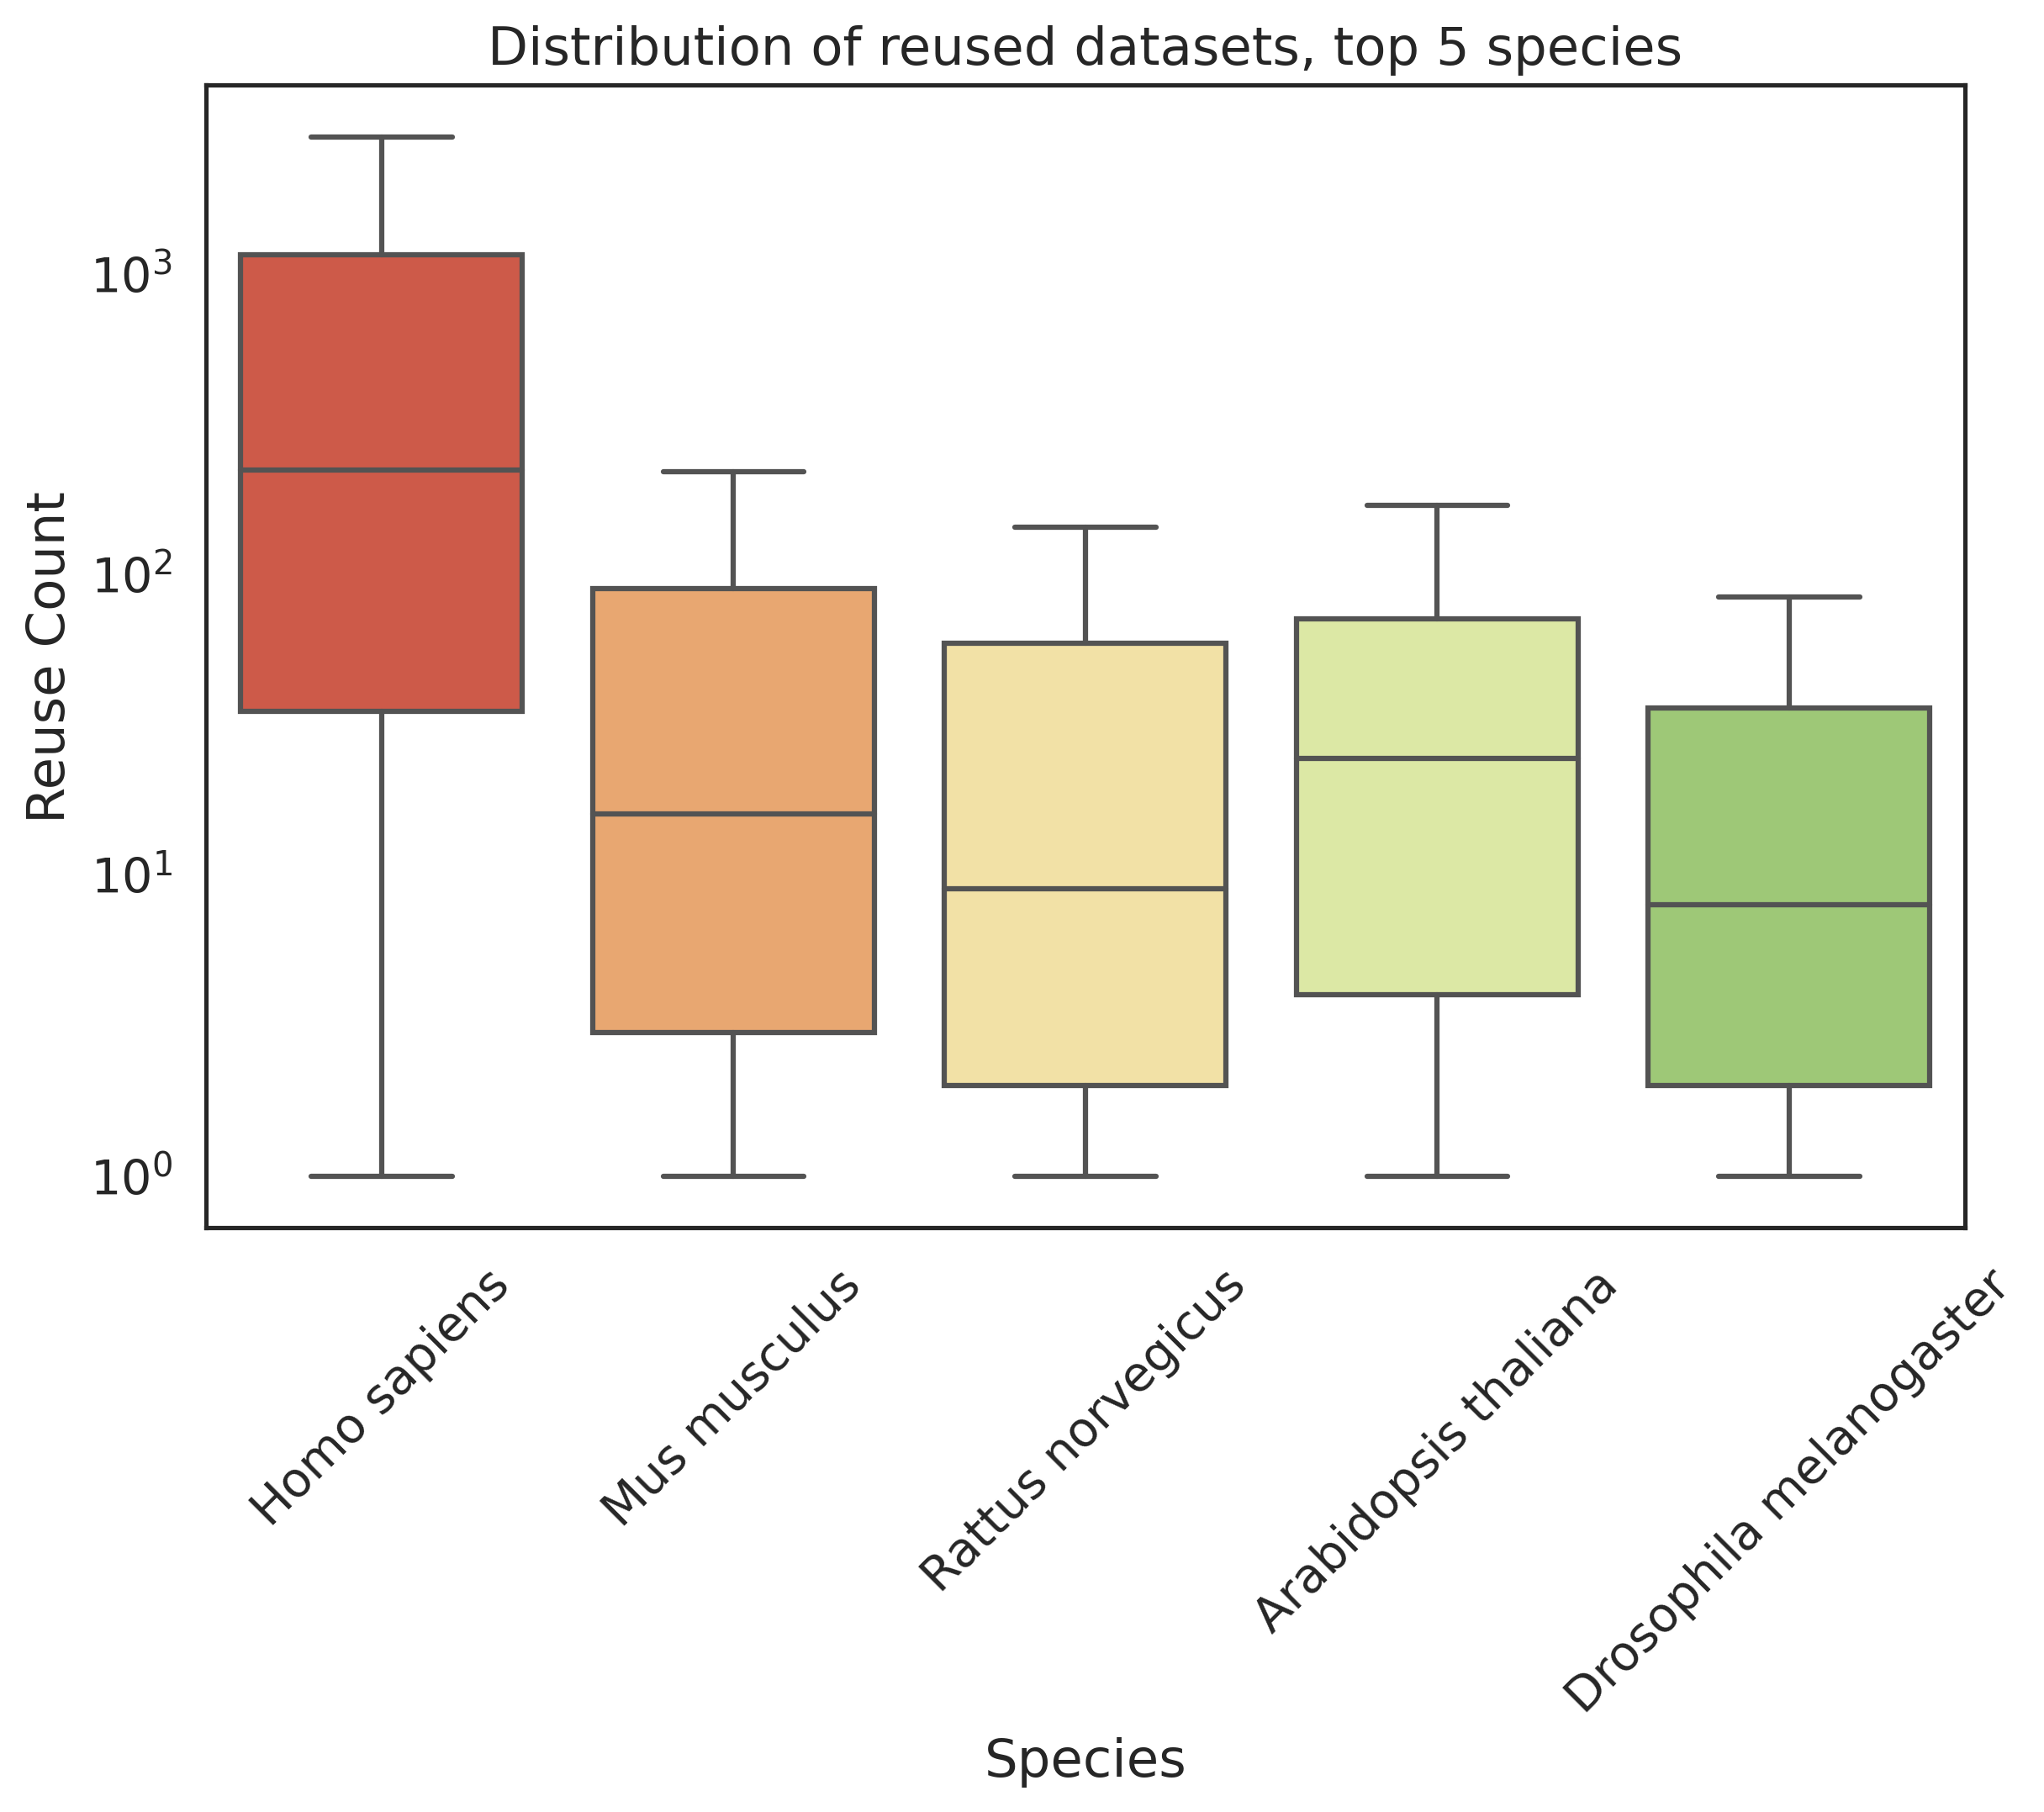 Distribution of reused datasets, top 5 species
Reuse Count
10³
10²
10¹
10⁰
Homo sapiens
Mus musculus
Rattus norvegicus
Arabidopsis thaliana
Drosophila melanogaster
Species